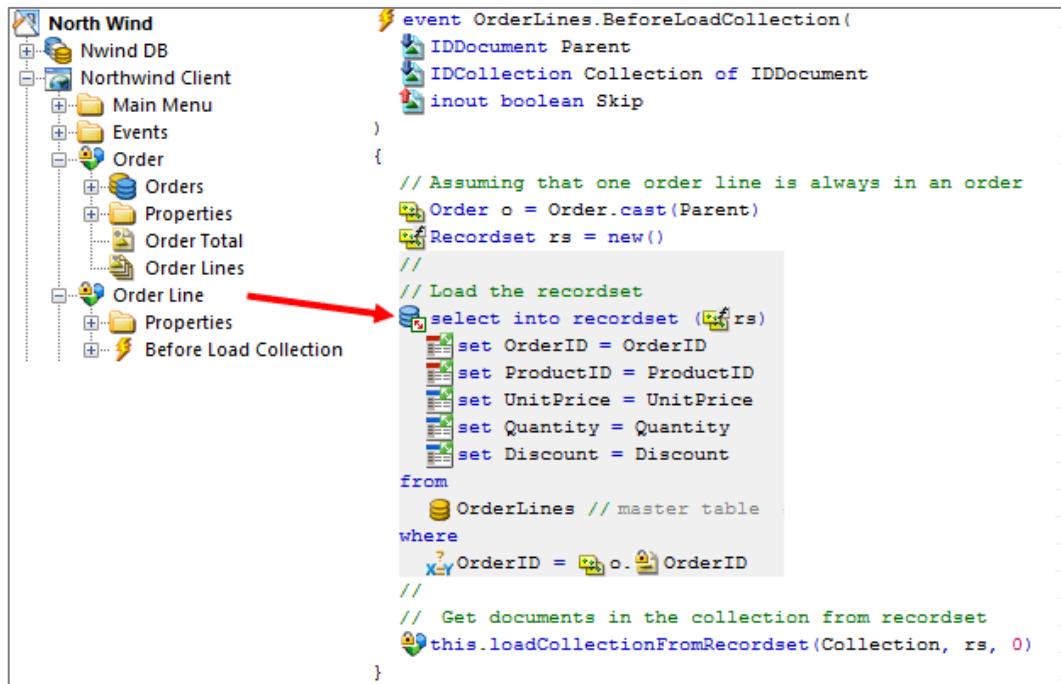 North Wind
Nwind DB
Northwind Client
Main Menu
Events
Order
Orders
Properties
Order Total
Order Lines
Order Line
Properties
Before Load Collection
event OrderLines.BeforeLoadCollection(
IDDocument Parent
IDCollection Collection of IDDocument
inout boolean Skip
)
{
// Assuming that one order line is always in an order
Order o = Order.cast(Parent)
Recordset rs = new()
//
// Load the recordset
select into recordset (rs)
set OrderID = OrderID
set ProductID = ProductID
set UnitPrice = UnitPrice
set Quantity = Quantity
set Discount = Discount
from
OrderLines // master table
where
OrderID = o.OrderID
//
// Get documents in the collection from recordset
this.loadCollectionFromRecordset(Collection, rs, 0)
}